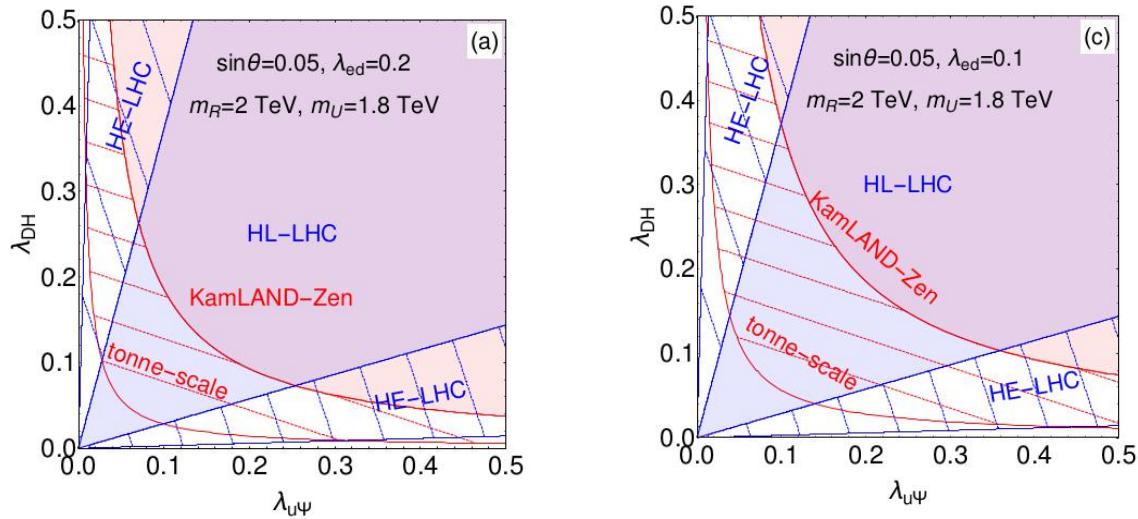 (a)
sinθ=0.05, λed=0.2
mR=2 TeV, mU=1.8 TeV
HE-LHC
HL-LHC
KamLAND-Zen
tonne-scale
HE-LHC
λDH
0.5
0.4
0.3
0.2
0.1
0.0
0.0 0.1 0.2 0.3 0.4 0.5
λuΨ
(c)
sinθ=0.05, λed=0.1
mR=2 TeV, mU=1.8 TeV
HE-LHC
HL-LHC
KamLAND-Zen
tonne-scale
HE-LHC
λDH
0.5
0.4
0.3
0.2
0.1
0.0
0.0 0.1 0.2 0.3 0.4 0.5
λuΨ